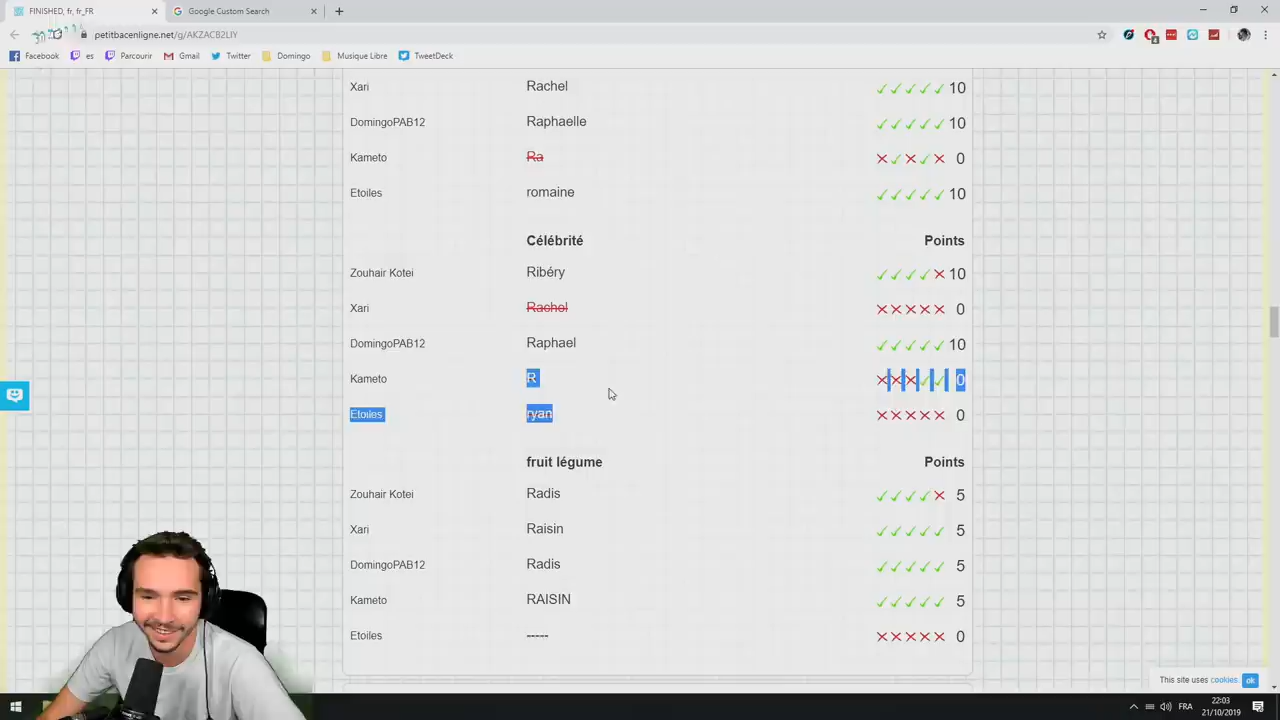 FINISHED, fr, fr_FR
Google Custom Search
petitbacenligne.net/g/AKZACB2LIY
Facebook es Parcourir Gmail Twitter Domingo Musique Libre TweetDeck
Xari Rachel 10
DomingoPAB12 Raphaelle 10
Kameto Ra 0
Etoiles romaine 10
Célébrité Points
Zouhair Kotei Ribéry 10
Xari Rachel 0
DomingoPAB12 Raphael 10
Kameto R 0
Etoiles ryan 0
fruit légume Points
Zouhair Kotei Radis 5
Xari Raisin 5
DomingoPAB12 Radis 5
Kameto RAISIN 5
Etoiles ----- 0
This site uses cookies. ok
FRA
22:03
21/10/2019